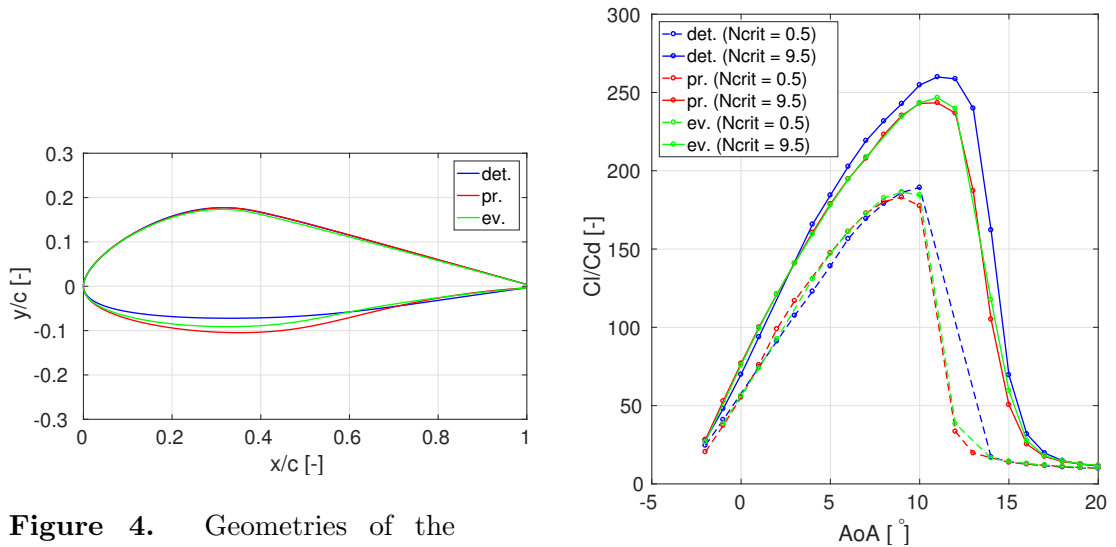 0.3
0.2
0.1
0
-0.1
-0.2
-0.3
y/c [-]
det.
pr.
ev.
0 0.2 0.4 0.6 0.8 1
x/c [-]
Figure 4. Geometries of the
300
250
200
150
100
50
0
Cl/Cd [-]
det. (Ncrit = 0.5)
det. (Ncrit = 9.5)
pr. (Ncrit = 0.5)
pr. (Ncrit = 9.5)
ev. (Ncrit = 0.5)
ev. (Ncrit = 9.5)
-5 0 5 10 15 20
AoA [ °]